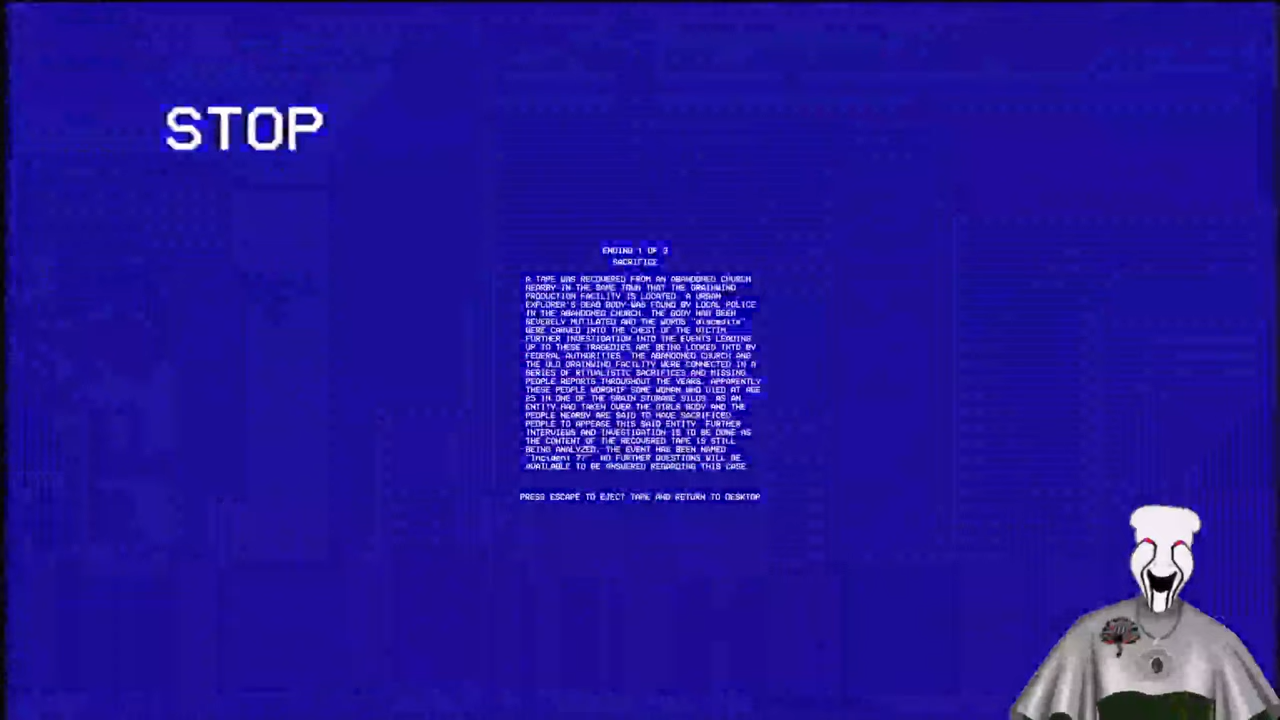 STOP
ENDING 1 OF 3
SACRIFICE
A TAPE WAS RECOVERED FROM AN ABANDONED CHURCH
NEARBY IN THE SAME TOWN THAT THE GRAINWIND
PRODUCTION FACILITY IS LOCATED. A URBAN
EXPLORER'S DEAD BODY WAS FOUND BY LOCAL POLICE
IN THE ABANDONED CHURCH. THE BODY HAD BEEN
SEVERELY MUTILATED AND THE WORDS "discedite"
WERE CARVED INTO THE CHEST OF THE VICTIM.
FURTHER INVESTIGATION INTO THE EVENTS LEADING
UP TO THESE TRAGEDIES ARE BEING LOOKED INTO BY
FEDERAL AUTHORITIES. THE ABANDONED CHURCH AND
THE OLD GRAINWIND FACILITY WERE CONNECTED IN A
SERIES OF RITUALISTIC SACRIFICES AND MISSING
PEOPLE REPORTS THROUGHOUT THE YEARS. APPARENTLY
THESE PEOPLE WORSHIP SOME WOMAN WHO DIED AT AGE
25 IN ONE OF THE GRAIN STORAGE SILOS. AS AN
ENTITY HAD TAKEN OVER THE GIRLS BODY AND THE
PEOPLE NEARBY ARE SAID TO HAVE SACRIFICED
PEOPLE TO APPEASE THIS SAID ENTITY. FURTHER
INTERVIEWS AND INVESTIGATION IS TO BE DONE AS
THE CONTENT OF THE RECOVERED TAPE IS STILL
BEING ANALYZED. THE EVENT HAS BEEN NAMED
"Incident 77". NO FURTHER QUESTIONS WILL BE
AVAILABLE TO BE ANSWERED REGARDING THIS CASE.
PRESS ESCAPE TO EJECT TAPE AND RETURN TO DESKTOP